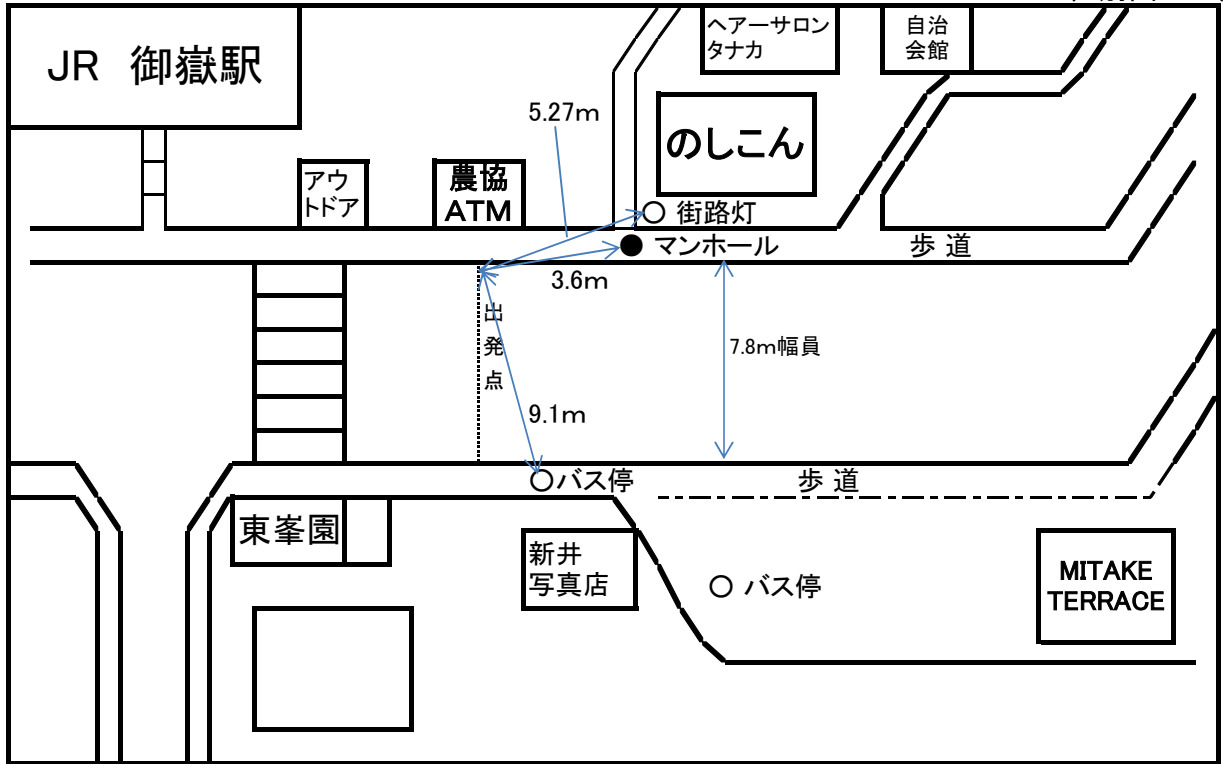 JR 御嶽駅
ヘアーサロン
タナカ
自治
会館
5.27m
のしこん
アウ
トドア
農協
ATM
街路灯
マンホール
歩 道
3.6m
出
発
点
7.8m幅員
9.1m
バス停
歩 道
東峯園
新井
写真店
バス停
MITAKE
TERRACE